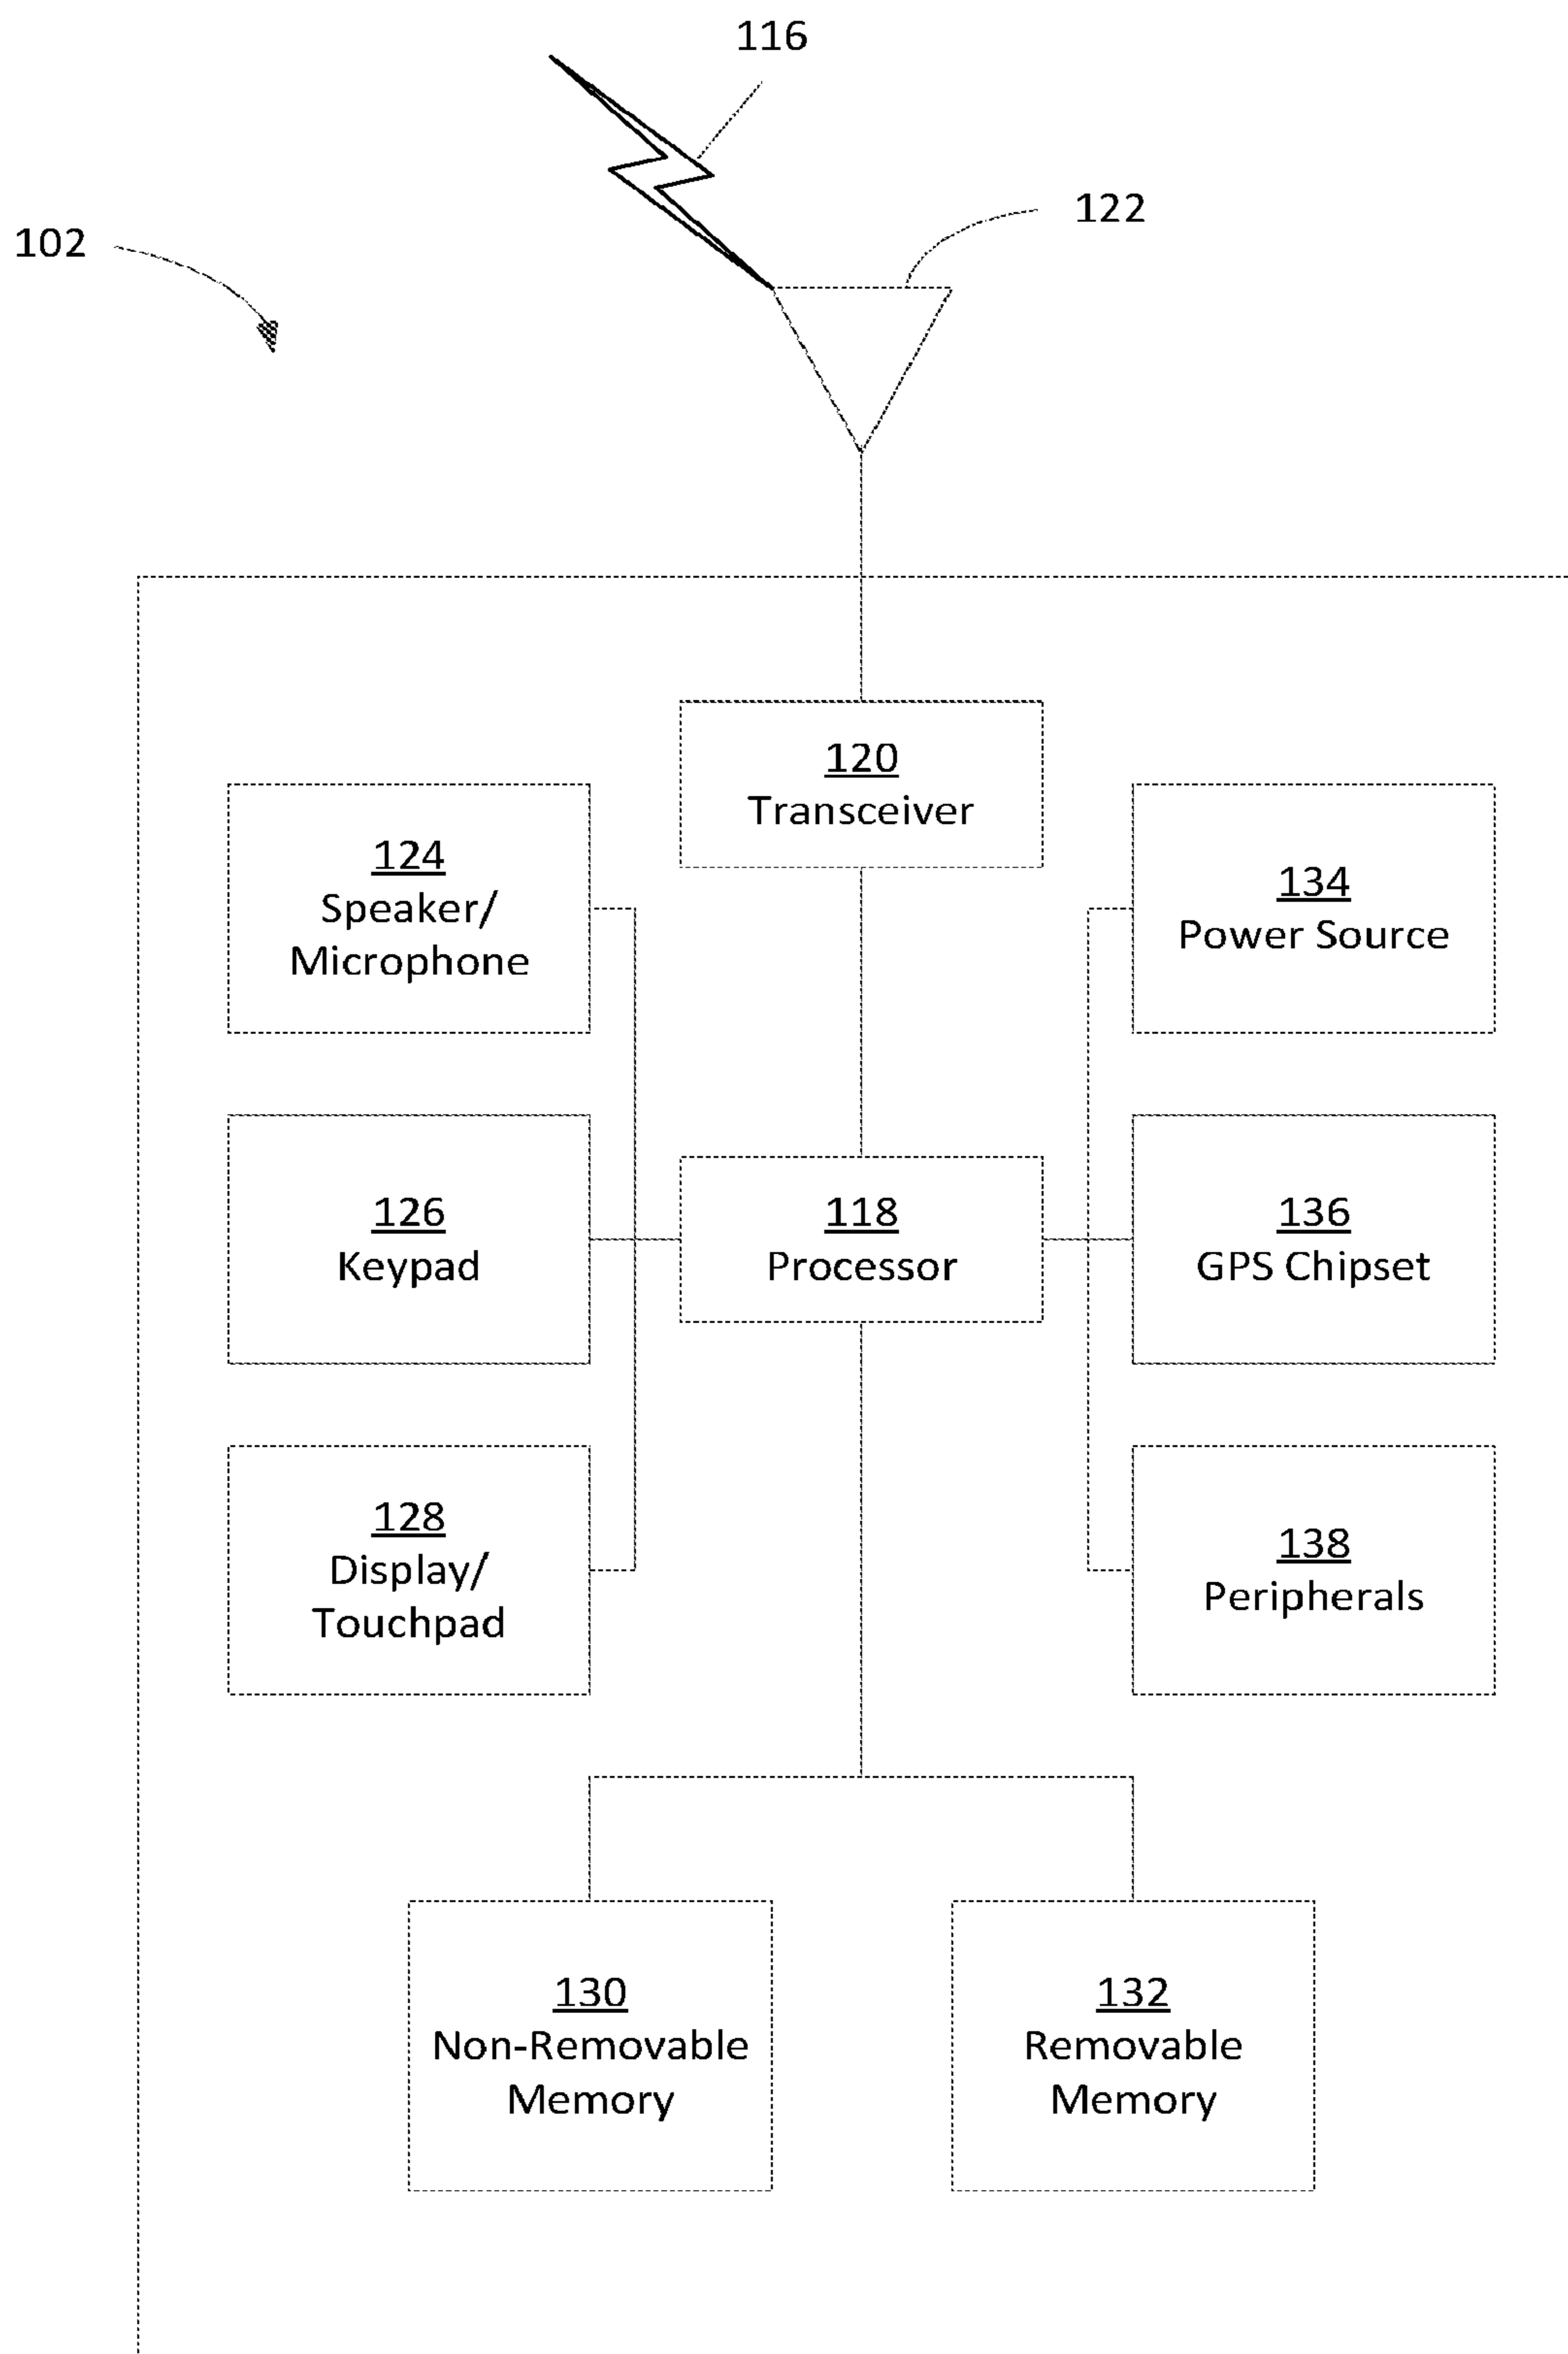 116
122
102
120
Transceiver
124
Speaker/
Microphone
134
Power Source
126
Keypad
118
Processor
136
GPS Chipset
128
Display/
Touchpad
138
Peripherals
130
Non-Removable
Memory
132
Removable
Memory